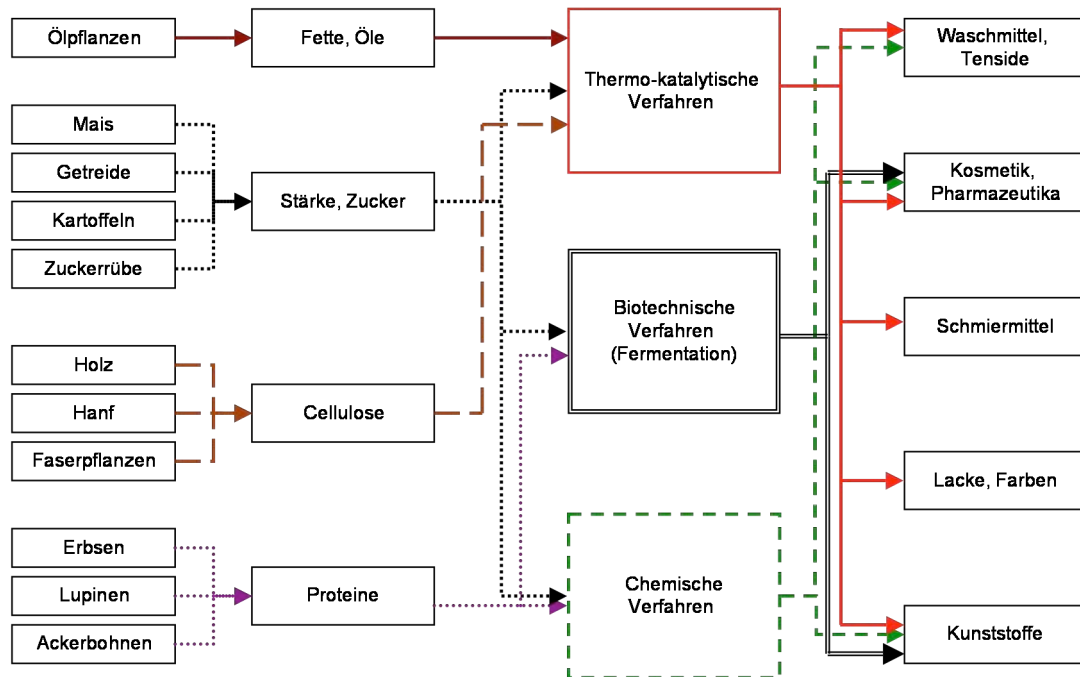 Ölpflanzen
Mais
Getreide
Kartoffeln
Zuckerrübe
Holz
Hanf
Faserpflanzen
Erbsen
Lupinen
Ackerbohnen
Fette, Öle
Stärke, Zucker
Cellulose
Proteine
Thermo-katalytische
Verfahren
Biotechnische
Verfahren
(Fermentation)
Chemische
Verfahren
Waschmittel,
Tenside
Kosmetik,
Pharmazeutika
Schmiermittel
Lacke, Farben
Kunststoffe